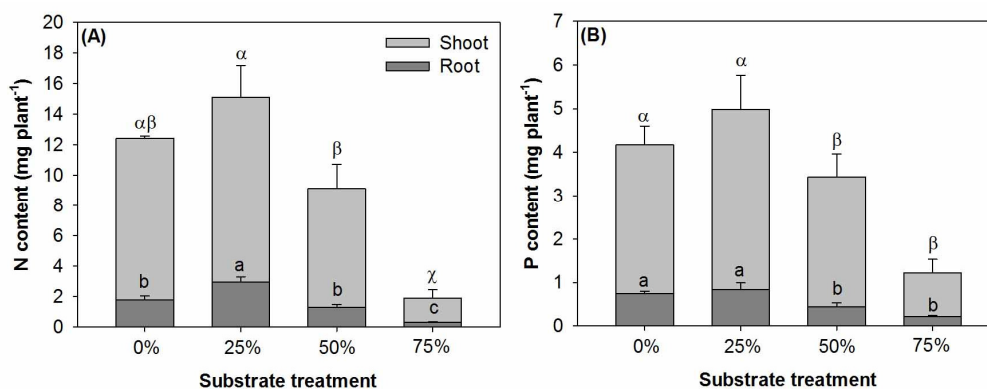 (A)
N content (mg plant⁻¹)
20
18
16
14
12
10
8
6
4
2
0
Shoot
Root
αβ
α
β
χ
b
a
b
c
0% 25% 50% 75%
Substrate treatment
(B)
P content (mg plant⁻¹)
7
6
5
4
3
2
1
0
α
α
β
β
a
a
b
b
0% 25% 50% 75%
Substrate treatment